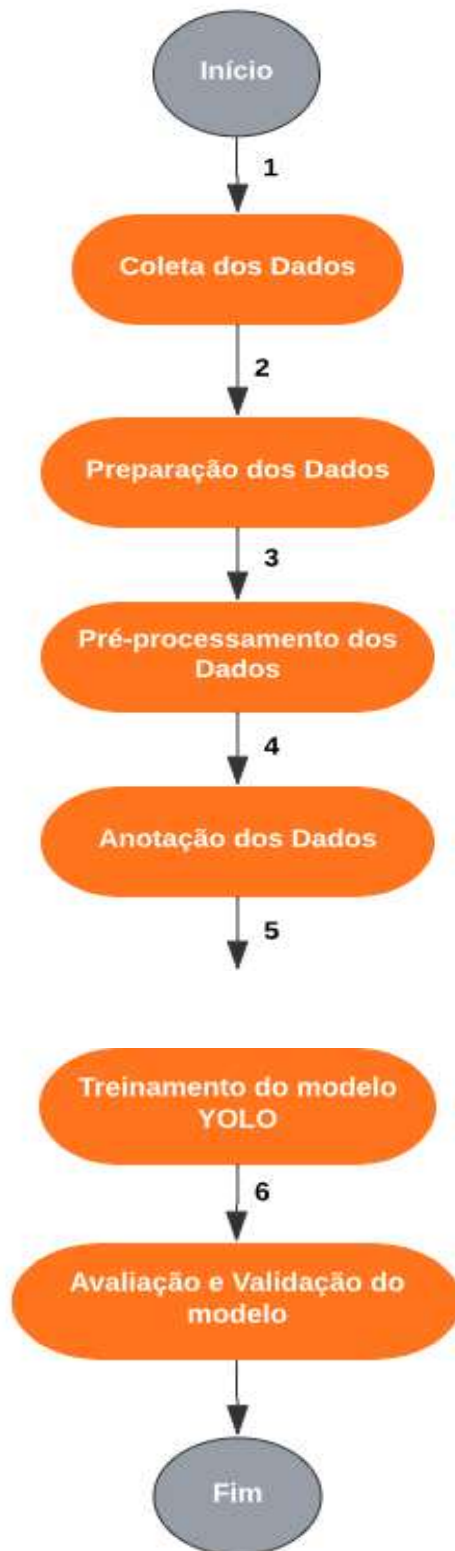 Início
1
Coleta dos Dados
2
Preparação dos Dados
3
Pré-processamento dos
Dados
4
Anotação dos Dados
5
Treinamento do modelo
YOLO
6
Avaliação e Validação do
modelo
Fim